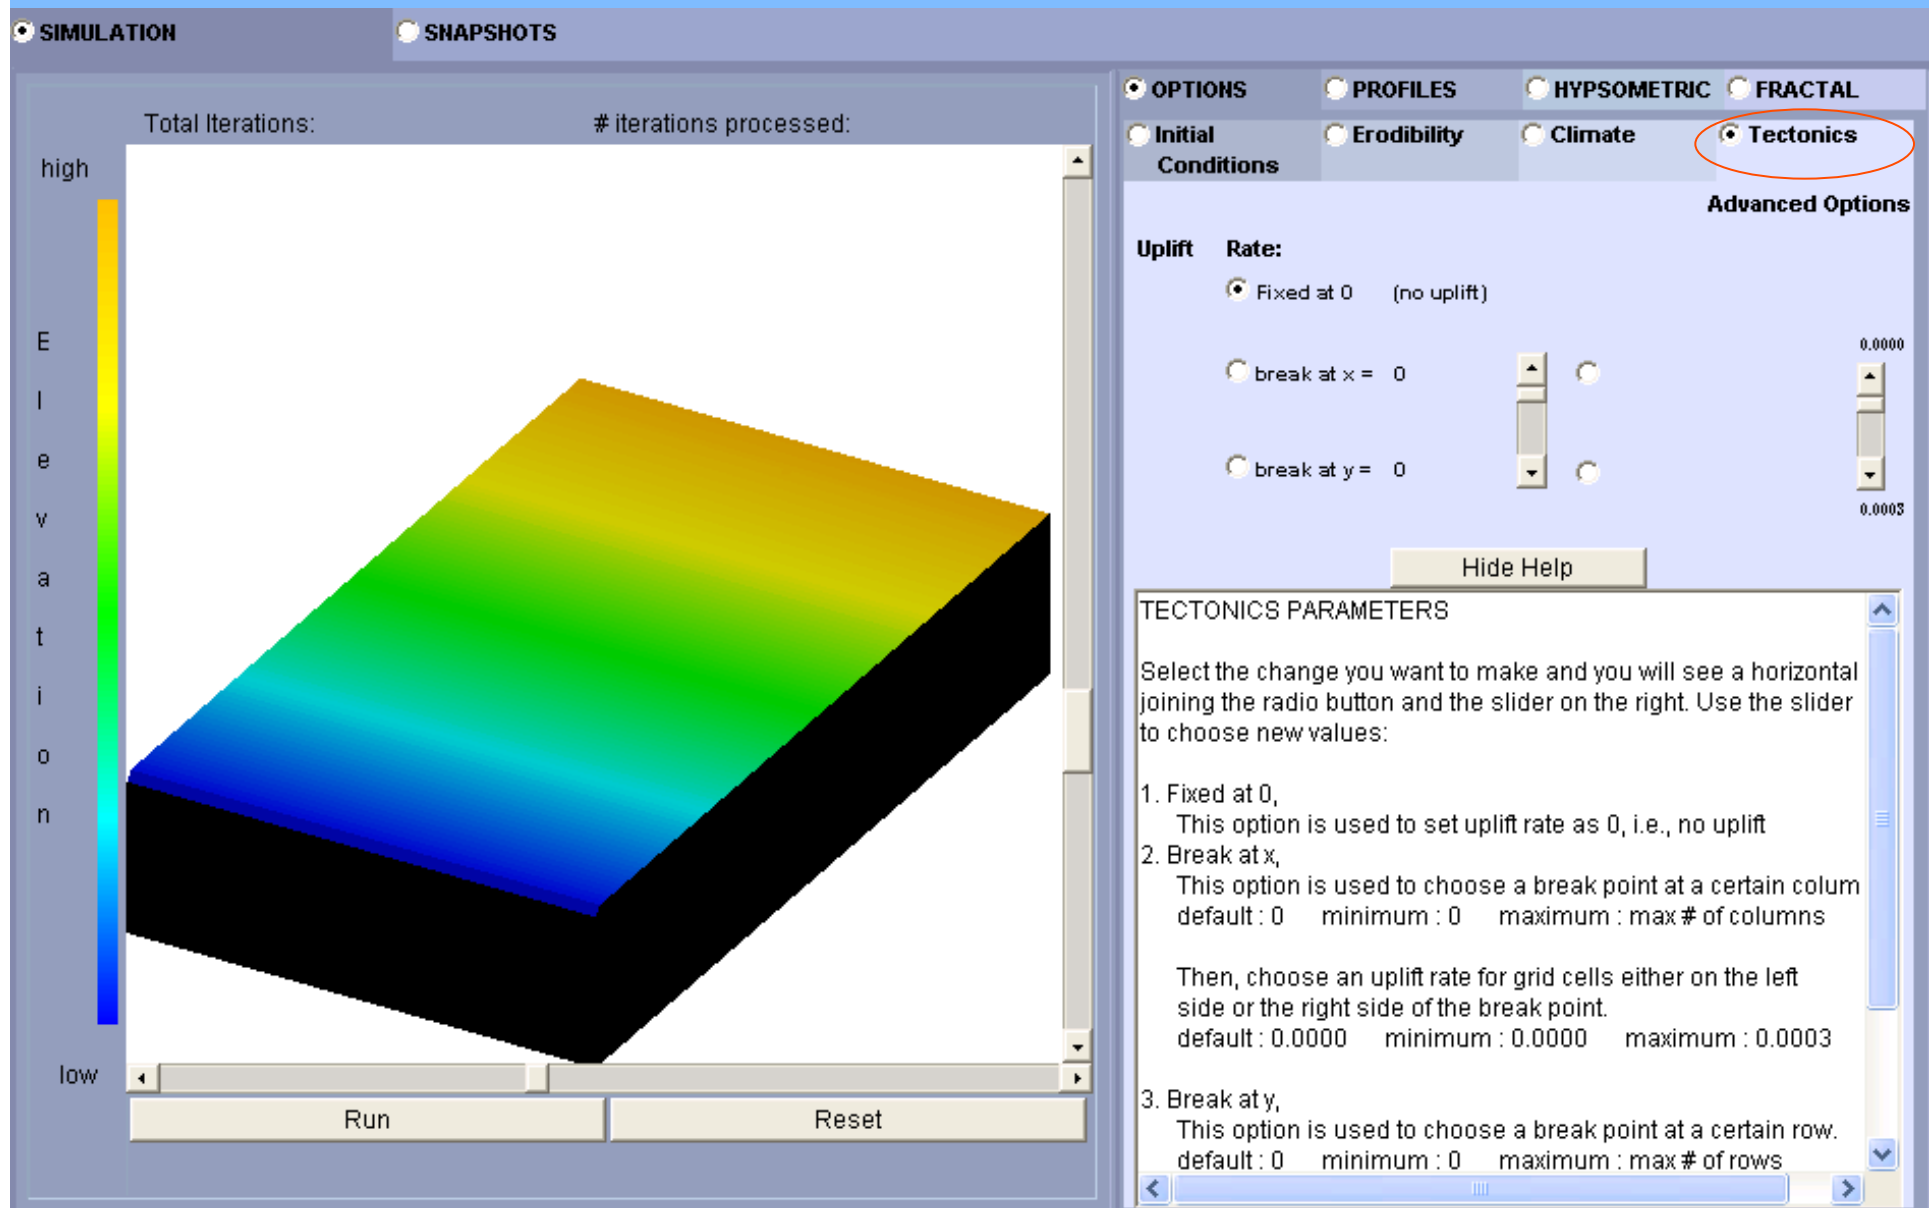 SIMULATION
SNAPSHOTS
OPTIONS
PROFILES
HYPSOMETRIC
FRACTAL
Initial
Conditions
Erodibility
Climate
Tectonics
Advanced Options
Total Iterations:
# iterations processed:
high
E
l
e
v
a
t
i
o
n
low
Run
Reset
Uplift Rate:
Fixed at 0 (no uplift)
break at x = 0
0.0000
break at y = 0
0.0003
Hide Help
TECTONICS PARAMETERS
Select the change you want to make and you will see a horizontal
joining the radio button and the slider on the right. Use the slider
to choose new values:
1. Fixed at 0,
This option is used to set uplift rate as 0, i.e., no uplift
2. Break at x,
This option is used to choose a break point at a certain colum
default : 0 minimum : 0 maximum : max # of columns
Then, choose an uplift rate for grid cells either on the left
side or the right side of the break point.
default : 0.0000 minimum : 0.0000 maximum : 0.0003
3. Break at y,
This option is used to choose a break point at a certain row.
default : 0 minimum : 0 maximum : max # of rows